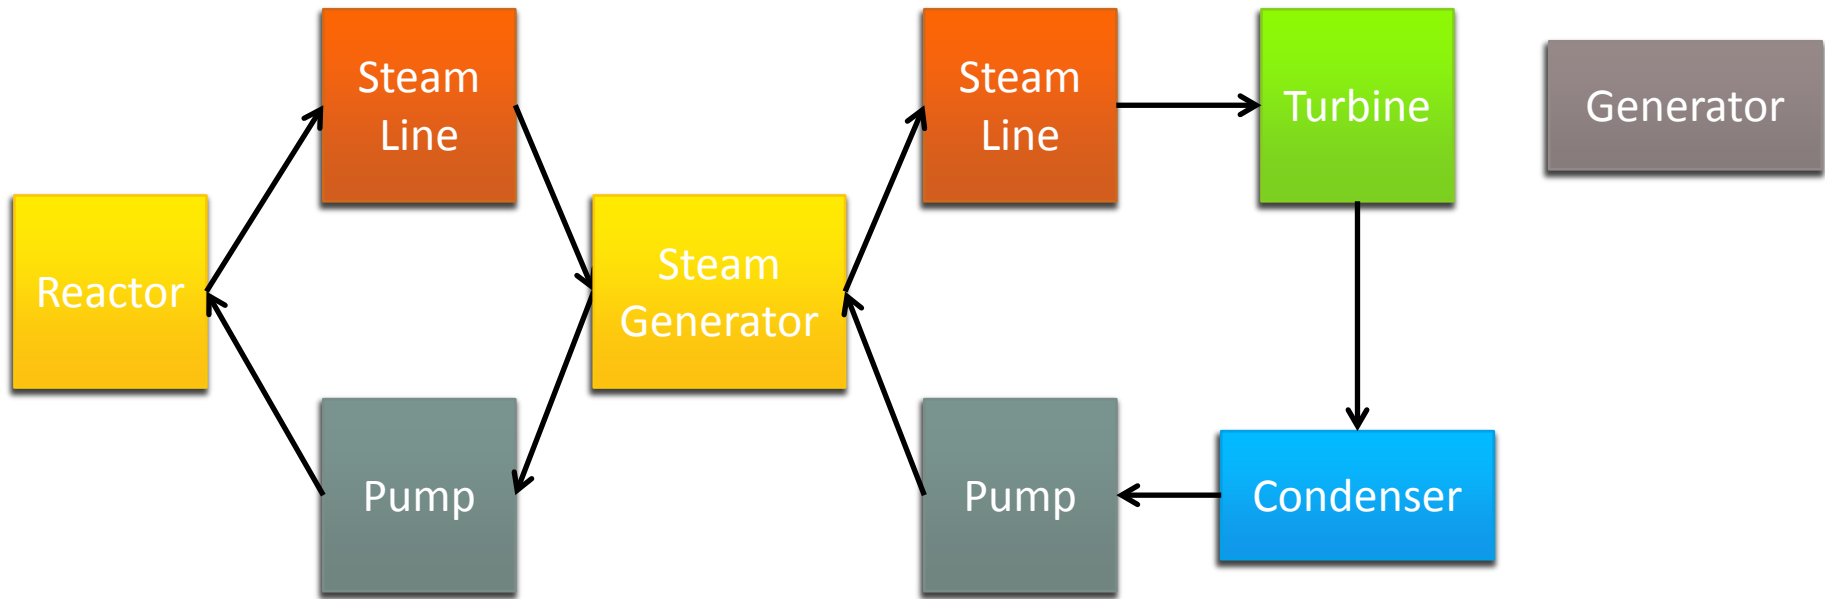 Steam
Line
Steam
Line
Turbine
Generator
Reactor
Steam
Generator
Pump
Pump
Condenser